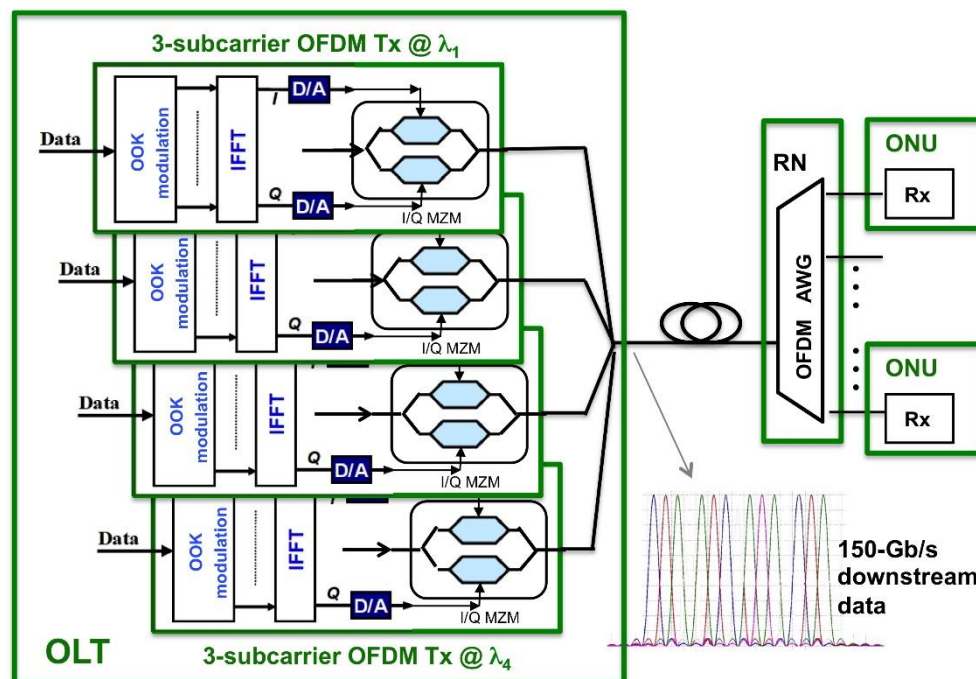 3-subcarrier OFDM Tx @ λ1
Data
OOK
modulation
IFFT
I
D/A
Q
D/A
I/Q MZM
Data
OOK
modulation
IFFT
Q
D/A
I/Q MZM
Data
OOK
modulation
IFFT
Q
D/A
I/Q MZM
Data
OOK
modulation
IFFT
Q
D/A
I/Q MZM
OLT
3-subcarrier OFDM Tx @ λ4
RN
OFDM AWG
ONU
Rx
ONU
Rx
150-Gb/s
downstream
data